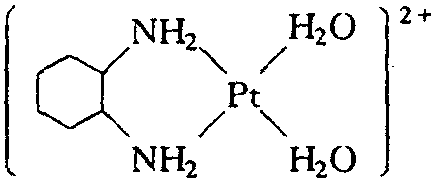 2+
NH₂ H₂O
Pt
NH₂ H₂O